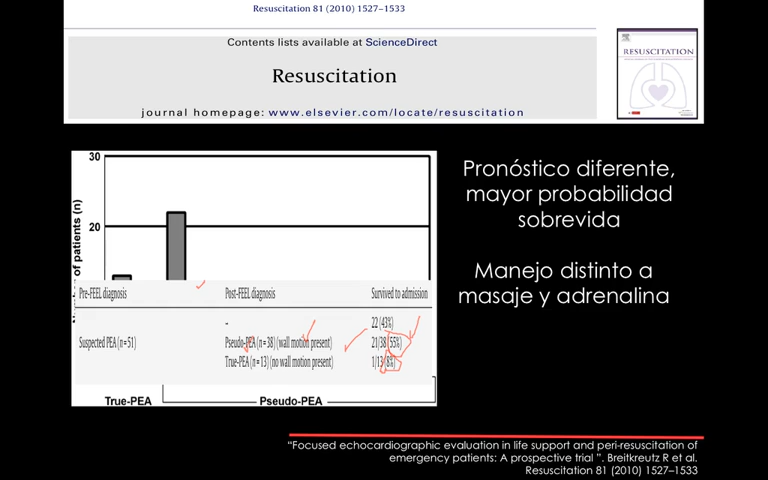 Resuscitation 81 (2010) 1527–1533
Contents lists available at ScienceDirect
Resuscitation
journal homepage: www.elsevier.com/locate/resuscitation
RESUSCITATION
30
20
of patients (n)
Pre-FEEL diagnosis Post-FEEL diagnosis Survived to admission
– 22 (43%)
Suspected PEA (n=51) Pseudo-PEA (n=38) (wall motion present) 21/38 (55%)
True-PEA (n=13) (no wall motion present) 1/13 (8%)
True-PEA Pseudo-PEA
Pronóstico diferente,
mayor probabilidad
sobrevida
Manejo distinto a
masaje y adrenalina
“Focused echocardiographic evaluation in life support and peri-resuscitation of
emergency patients: A prospective trial ”. Breitkreutz R et al.
Resuscitation 81 (2010) 1527–1533